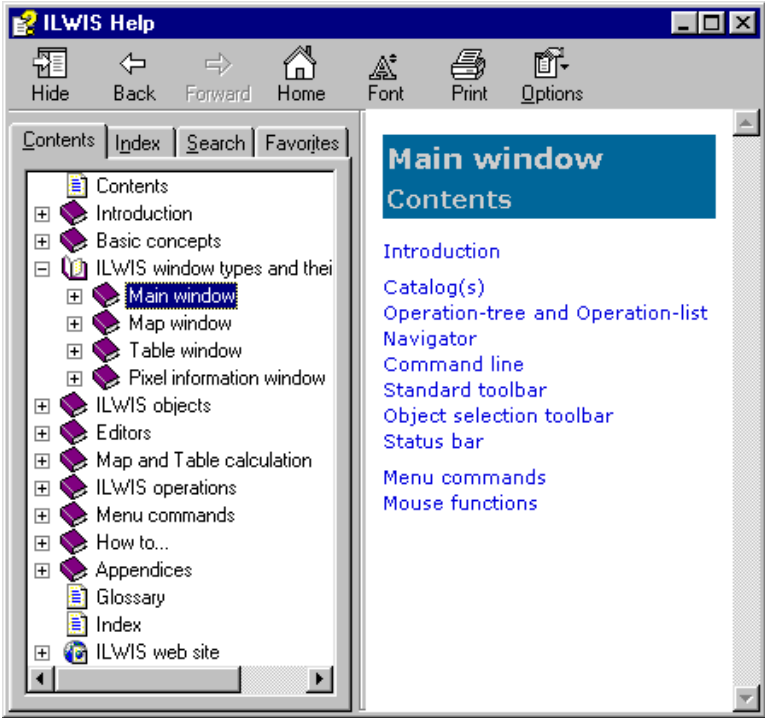 ILWIS Help
Hide Back Forward Home Font Print Options
Contents Index Search Favorites
Contents
Introduction
Basic concepts
ILWIS window types and thei
Main window
Map window
Table window
Pixel information window
ILWIS objects
Editors
Map and Table calculation
ILWIS operations
Menu commands
How to...
Appendices
Glossary
Index
ILWIS web site
Main window
Contents
Introduction
Catalog(s)
Operation-tree and Operation-list
Navigator
Command line
Standard toolbar
Object selection toolbar
Status bar
Menu commands
Mouse functions